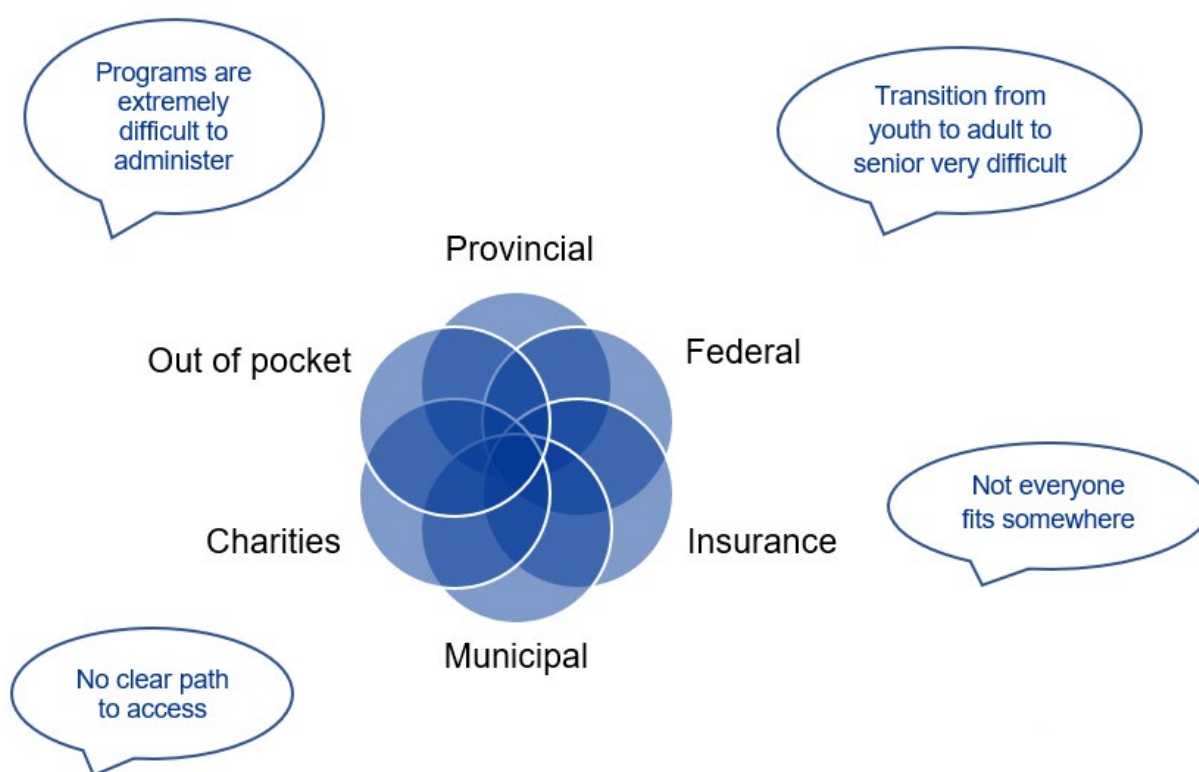 Programs are
extremely
difficult to
administer
Transition from
youth to adult to
senior very difficult
Provincial
Out of pocket
Federal
Not everyone
fits somewhere
Charities
Insurance
Municipal
No clear path
to access